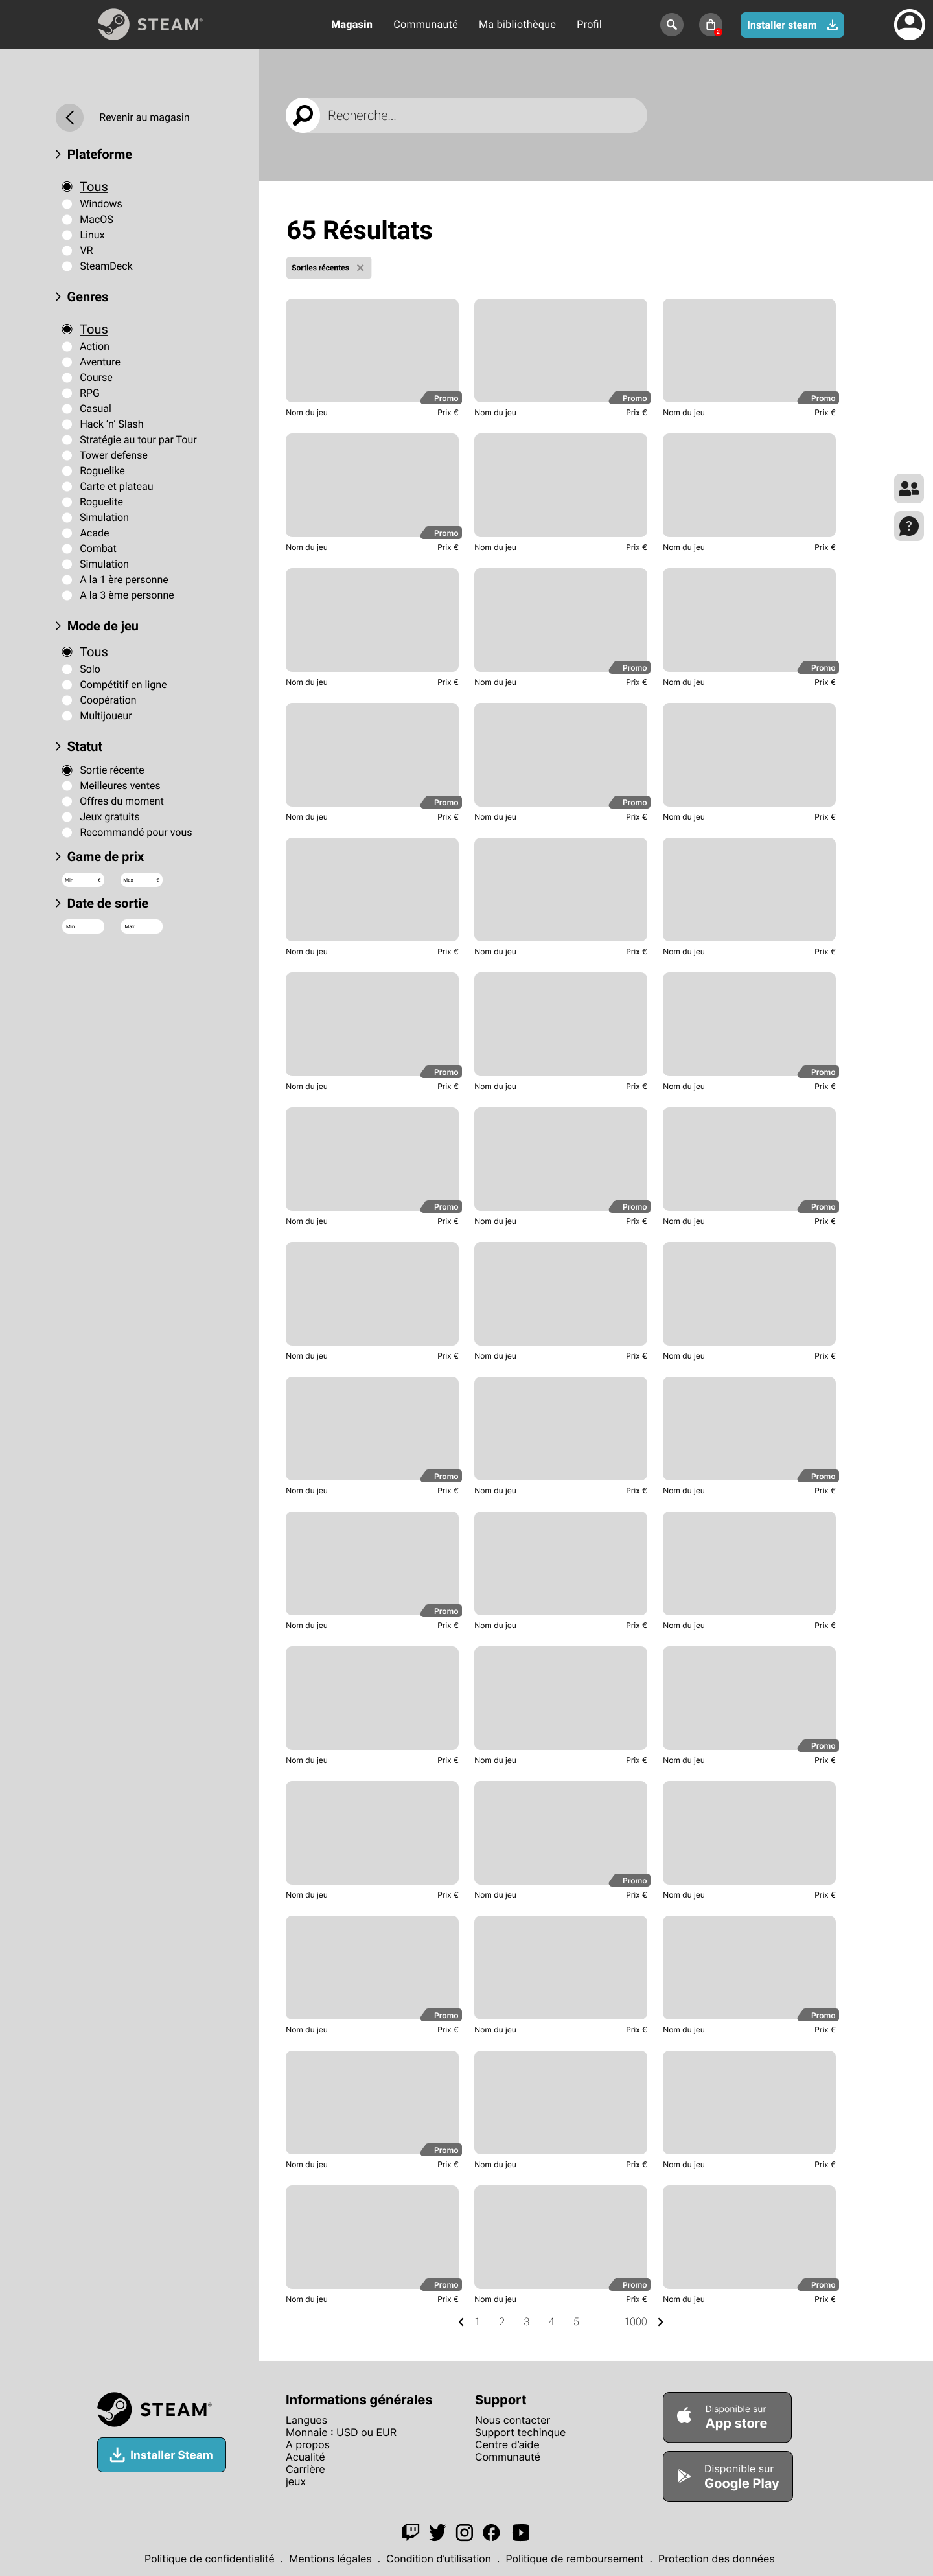 STEAM®
Magasin Communauté Ma bibliothèque Profil
2
Installer steam
Revenir au magasin
Recherche...
Plateforme
Tous
Windows
MacOS
Linux
VR
SteamDeck
Genres
Tous
Action
Aventure
Course
RPG
Casual
Hack ‘n’ Slash
Stratégie au tour par Tour
Tower defense
Roguelike
Carte et plateau
Roguelite
Simulation
Acade
Combat
Simulation
A la 1 ère personne
A la 3 ème personne
Mode de jeu
Tous
Solo
Compétitif en ligne
Coopération
Multijoueur
Statut
Sortie récente
Meilleures ventes
Offres du moment
Jeux gratuits
Recommandé pour vous
Game de prix
Min € Max €
Date de sortie
Min Max
65 Résultats
Sorties récentes
Promo Promo Promo
Nom du jeu Prix € Nom du jeu Prix € Nom du jeu Prix €
Promo
Nom du jeu Prix € Nom du jeu Prix € Nom du jeu Prix €
Promo Promo
Nom du jeu Prix € Nom du jeu Prix € Nom du jeu Prix €
Promo Promo
Nom du jeu Prix € Nom du jeu Prix € Nom du jeu Prix €
Nom du jeu Prix € Nom du jeu Prix € Nom du jeu Prix €
Promo Promo
Nom du jeu Prix € Nom du jeu Prix € Nom du jeu Prix €
Promo Promo Promo
Nom du jeu Prix € Nom du jeu Prix € Nom du jeu Prix €
Nom du jeu Prix € Nom du jeu Prix € Nom du jeu Prix €
Promo Promo
Nom du jeu Prix € Nom du jeu Prix € Nom du jeu Prix €
Promo
Nom du jeu Prix € Nom du jeu Prix € Nom du jeu Prix €
Promo
Nom du jeu Prix € Nom du jeu Prix € Nom du jeu Prix €
Promo
Nom du jeu Prix € Nom du jeu Prix € Nom du jeu Prix €
Promo Promo
Nom du jeu Prix € Nom du jeu Prix € Nom du jeu Prix €
Promo
Nom du jeu Prix € Nom du jeu Prix € Nom du jeu Prix €
Promo Promo Promo
Nom du jeu Prix € Nom du jeu Prix € Nom du jeu Prix €
1 2 3 4 5 ... 1000
?
STEAM®
Installer Steam
Informations générales
Langues
Monnaie : USD ou EUR
A propos
Acualité
Carrière
jeux
Support
Nous contacter
Support techinque
Centre d’aide
Communauté
Disponible sur
App store
Disponible sur
Google Play
Politique de confidentialité . Mentions légales . Condition d’utilisation . Politique de remboursement . Protection des données